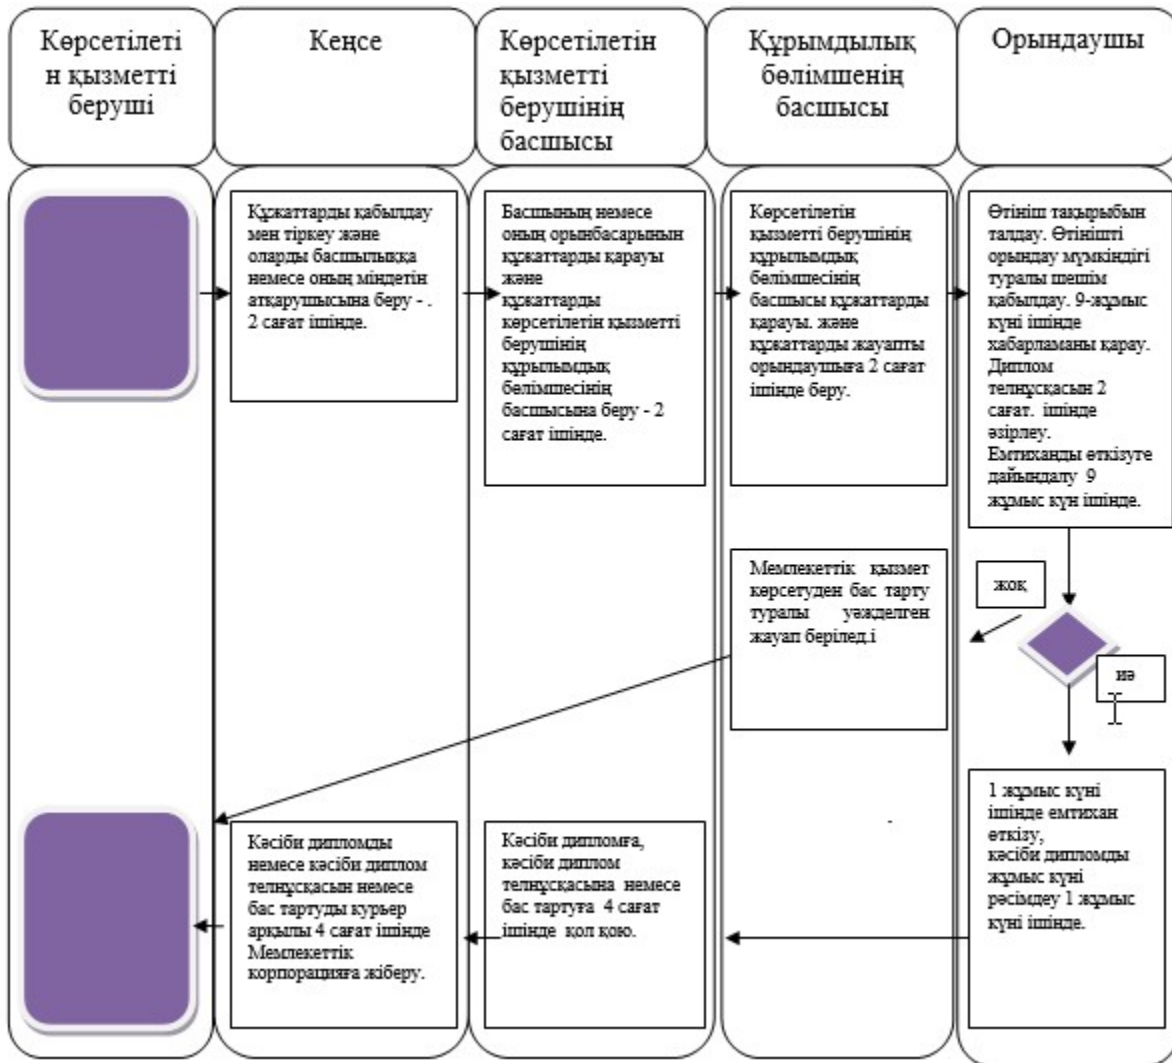 Көрсетілеті
н қызметті
беруші
Кеңсе
Көрсетілетін
қызметті
берушінің
басшысы
Құрымдылық
бөлімшенің
басшысы
Орындаушы
Құжаттарды қабылдау
мен тіркеу және
оларды басшылыққа
немесе оның міндетін
атқарушысына беру - .
2 сағат ішінде.
Басшының немесе
оның орынбасарынын
құжаттарды қарауы
және
құжаттарды
көрсетілетін қызметті
берушінің
құрылымдық
бөлімшесінің
басшысына беру - 2
сағат ішінде.
Көрсетілетін
қызметті берушінің
құрылымдық
бөлімшесінің
басшысы құжаттарды
қарауы. және
құжаттарды жауапты
орындаушыға 2 сағат
ішінде беру.
Өтініш тақырыбын
талдау. Өтінішті
орындау мүмкіндігі
туралы шешім
қабылдау. 9-жұмыс
күні ішінде
хабарламаны қарау.
Диплом
телнұсқасын 2
сағат. ішінде
әзірлеу.
Емтиханды өткізуге
дайындалу 9
жұмыс күн ішінде.
Мемлекеттік қызмет
көрсетуден бас тарту
туралы уәжделген
жауап берілед.і
жоқ
иә
Кәсіби дипломды
немесе кәсіби диплом
телнұсқасын немесе
бас тартуды курьер
арқылы 4 сағат ішінде
Мемлекеттік
корпорацияға жіберу.
Кәсіби дипломға,
кәсіби диплом
телнұсқасына немесе
бас тартуға 4 сағат
ішінде қол қою.
1 жұмыс күні
ішінде емтихан
өткізу,
кәсіби дипломды
жұмыс күні
рәсімдеу 1 жұмыс
күні ішінде.